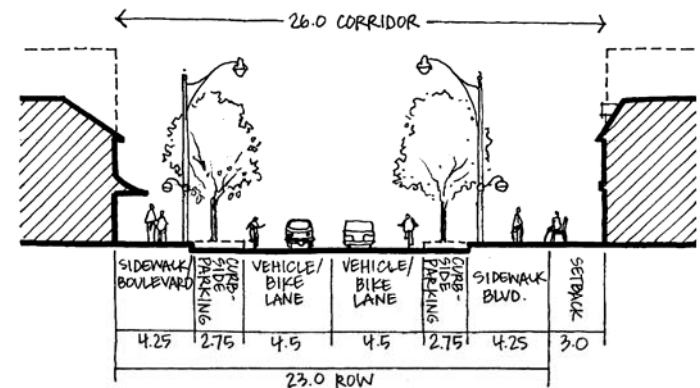 26.0 CORRIDOR
SIDEWALK/
BOULEVARD
CURB-
SIDE
PARKING
VEHICLE/
BIKE
LANE
VEHICLE/
BIKE
LANE
CURB-
SIDE
PARKING
SIDEWALK
BLVD.
SETBACK
4.25
2.75
4.5
4.5
2.75
4.25
3.0
23.0 ROW